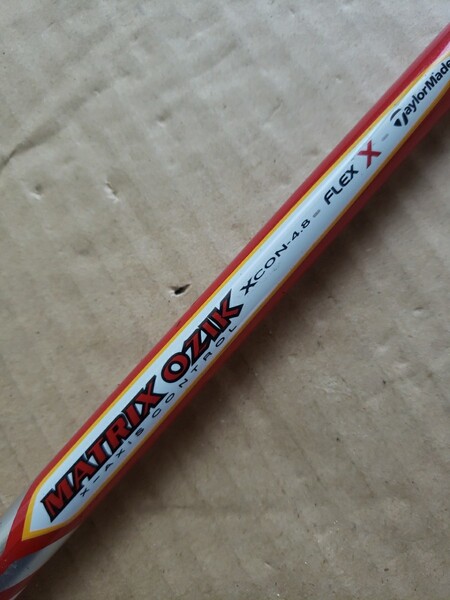 MATRIX OZIK XCON-4.8 - FLEX X - TaylorMade
X-AXIS CONTROL